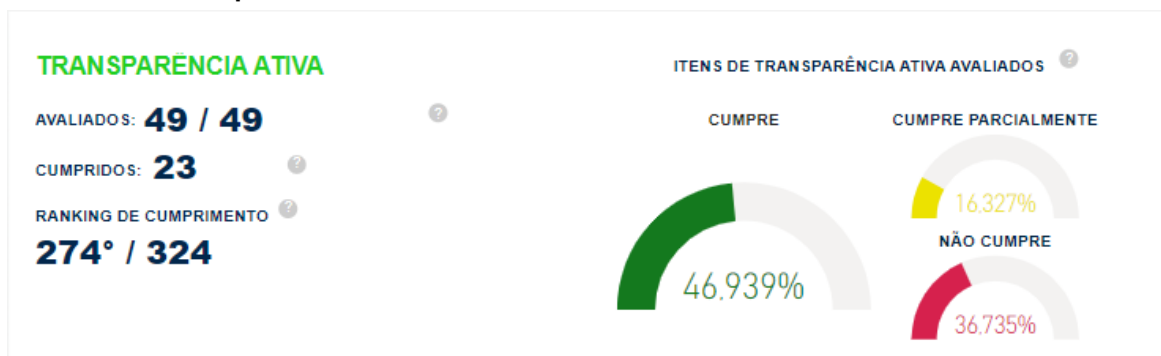 TRANSPARÊNCIA ATIVA
AVALIADOS: 49 / 49
CUMPRIDOS: 23
RANKING DE CUMPRIMENTO
274° / 324
ITENS DE TRANSPARÊNCIA ATIVA AVALIADOS
CUMPRE
46,939%
CUMPRE PARCIALMENTE
16,327%
NÃO CUMPRE
36,735%